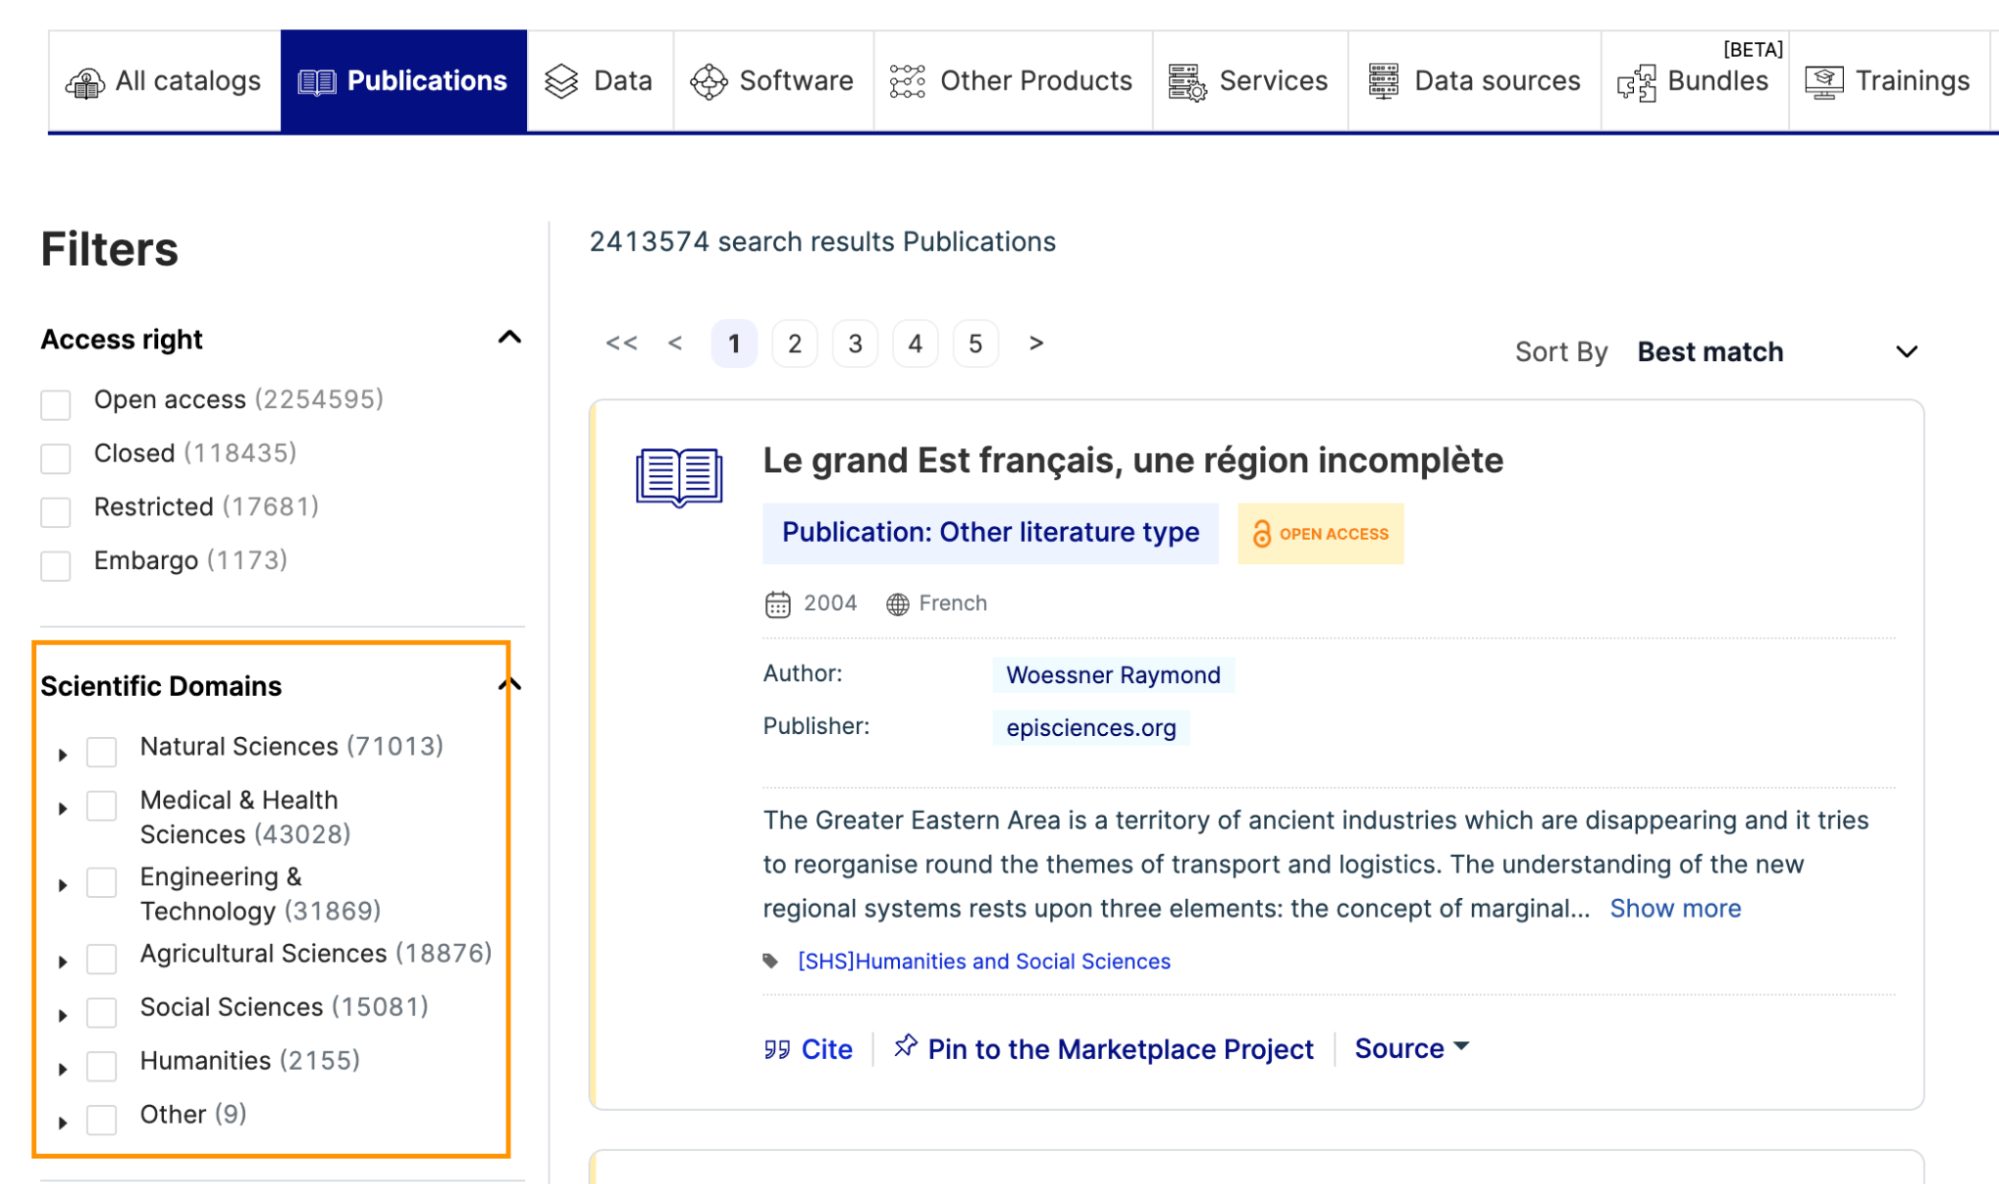 All catalogs
Publications
Data
Software
Other Products
Services
Data sources
[BETA]
Bundles
Trainings
Filters
Access right
Open access (2254595)
Closed (118435)
Restricted (17681)
Embargo (1173)
Scientific Domains
Natural Sciences (71013)
Medical & Health
Sciences (43028)
Engineering &
Technology (31869)
Agricultural Sciences (18876)
Social Sciences (15081)
Humanities (2155)
Other (9)
2413574 search results Publications
<< < 1 2 3 4 5 >
Sort By Best match
Le grand Est français, une région incomplète
Publication: Other literature type
OPEN ACCESS
2004 French
Author: Woessner Raymond
Publisher: episciences.org
The Greater Eastern Area is a territory of ancient industries which are disappearing and it tries
to reorganise round the themes of transport and logistics. The understanding of the new
regional systems rests upon three elements: the concept of marginal... Show more
[SHS]Humanities and Social Sciences
Cite
Pin to the Marketplace Project
Source